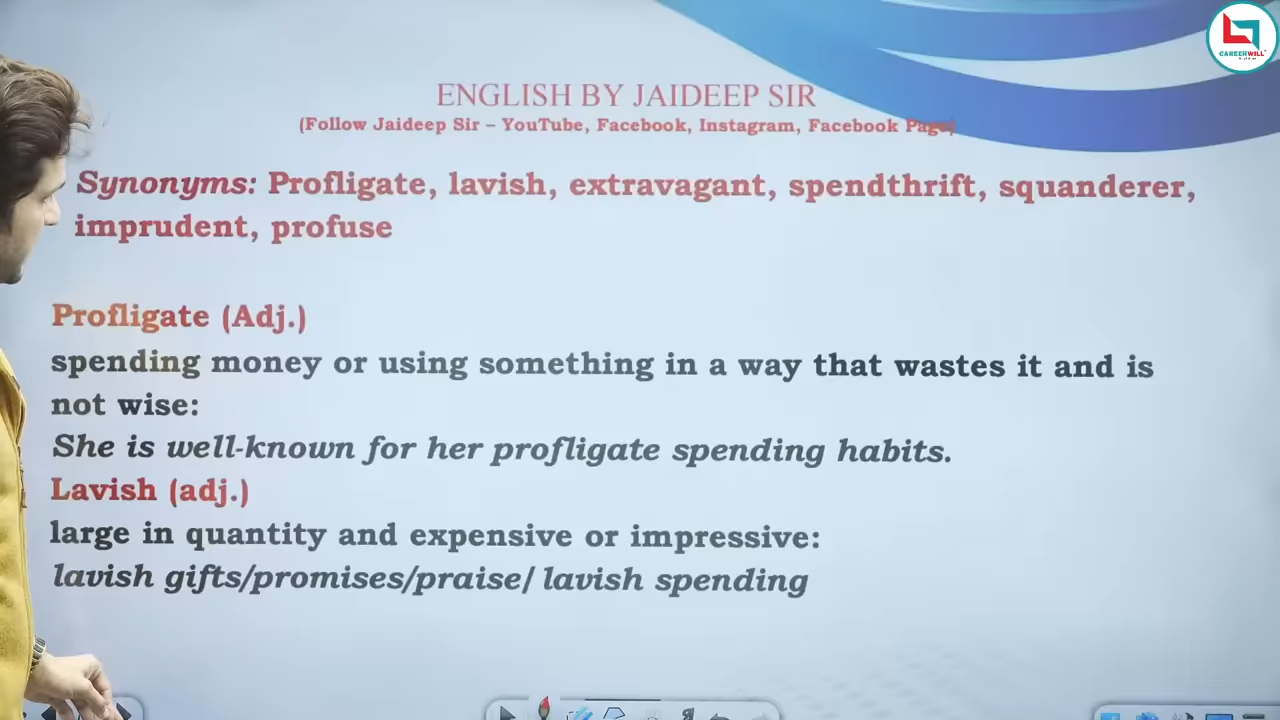 CAREERWILL
ENGLISH BY JAIDEEP SIR
(Follow Jaideep Sir – YouTube, Facebook, Instagram, Facebook Page)
Synonyms: Profligate, lavish, extravagant, spendthrift, squanderer,
imprudent, profuse
Profligate (Adj.)
spending money or using something in a way that wastes it and is
not wise:
She is well-known for her profligate spending habits.
Lavish (adj.)
large in quantity and expensive or impressive:
lavish gifts/promises/praise/ lavish spending